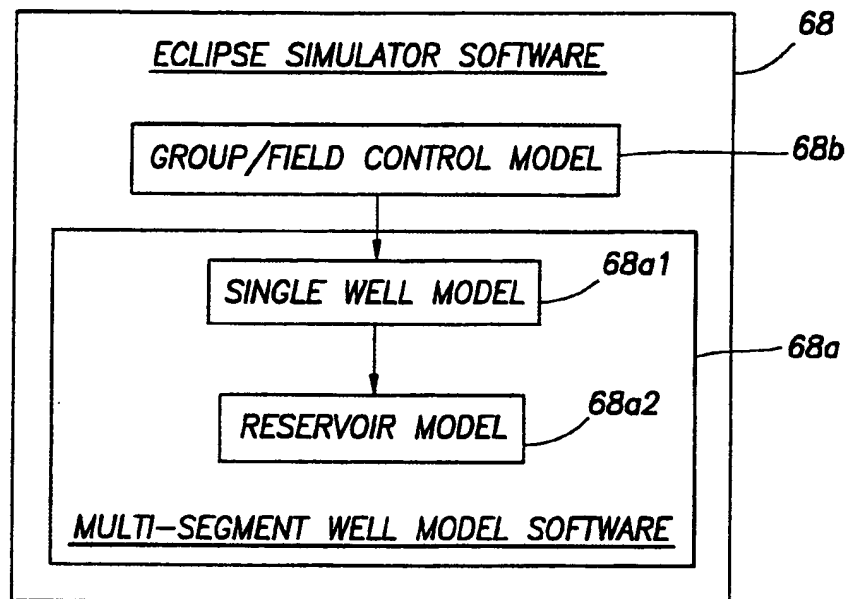 ECLIPSE SIMULATOR SOFTWARE
68
GROUP/FIELD CONTROL MODEL
68b
SINGLE WELL MODEL
68a1
68a
RESERVOIR MODEL
68a2
MULTI-SEGMENT WELL MODEL SOFTWARE